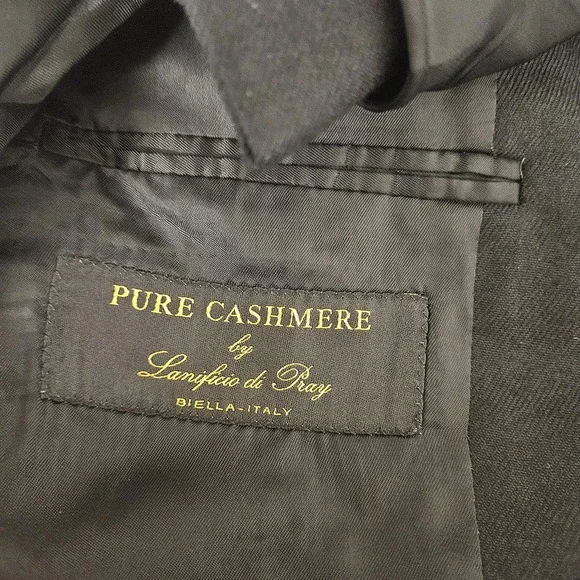 PURE CASHMERE
by
Lanificio di Pray
BIELLA-ITALY